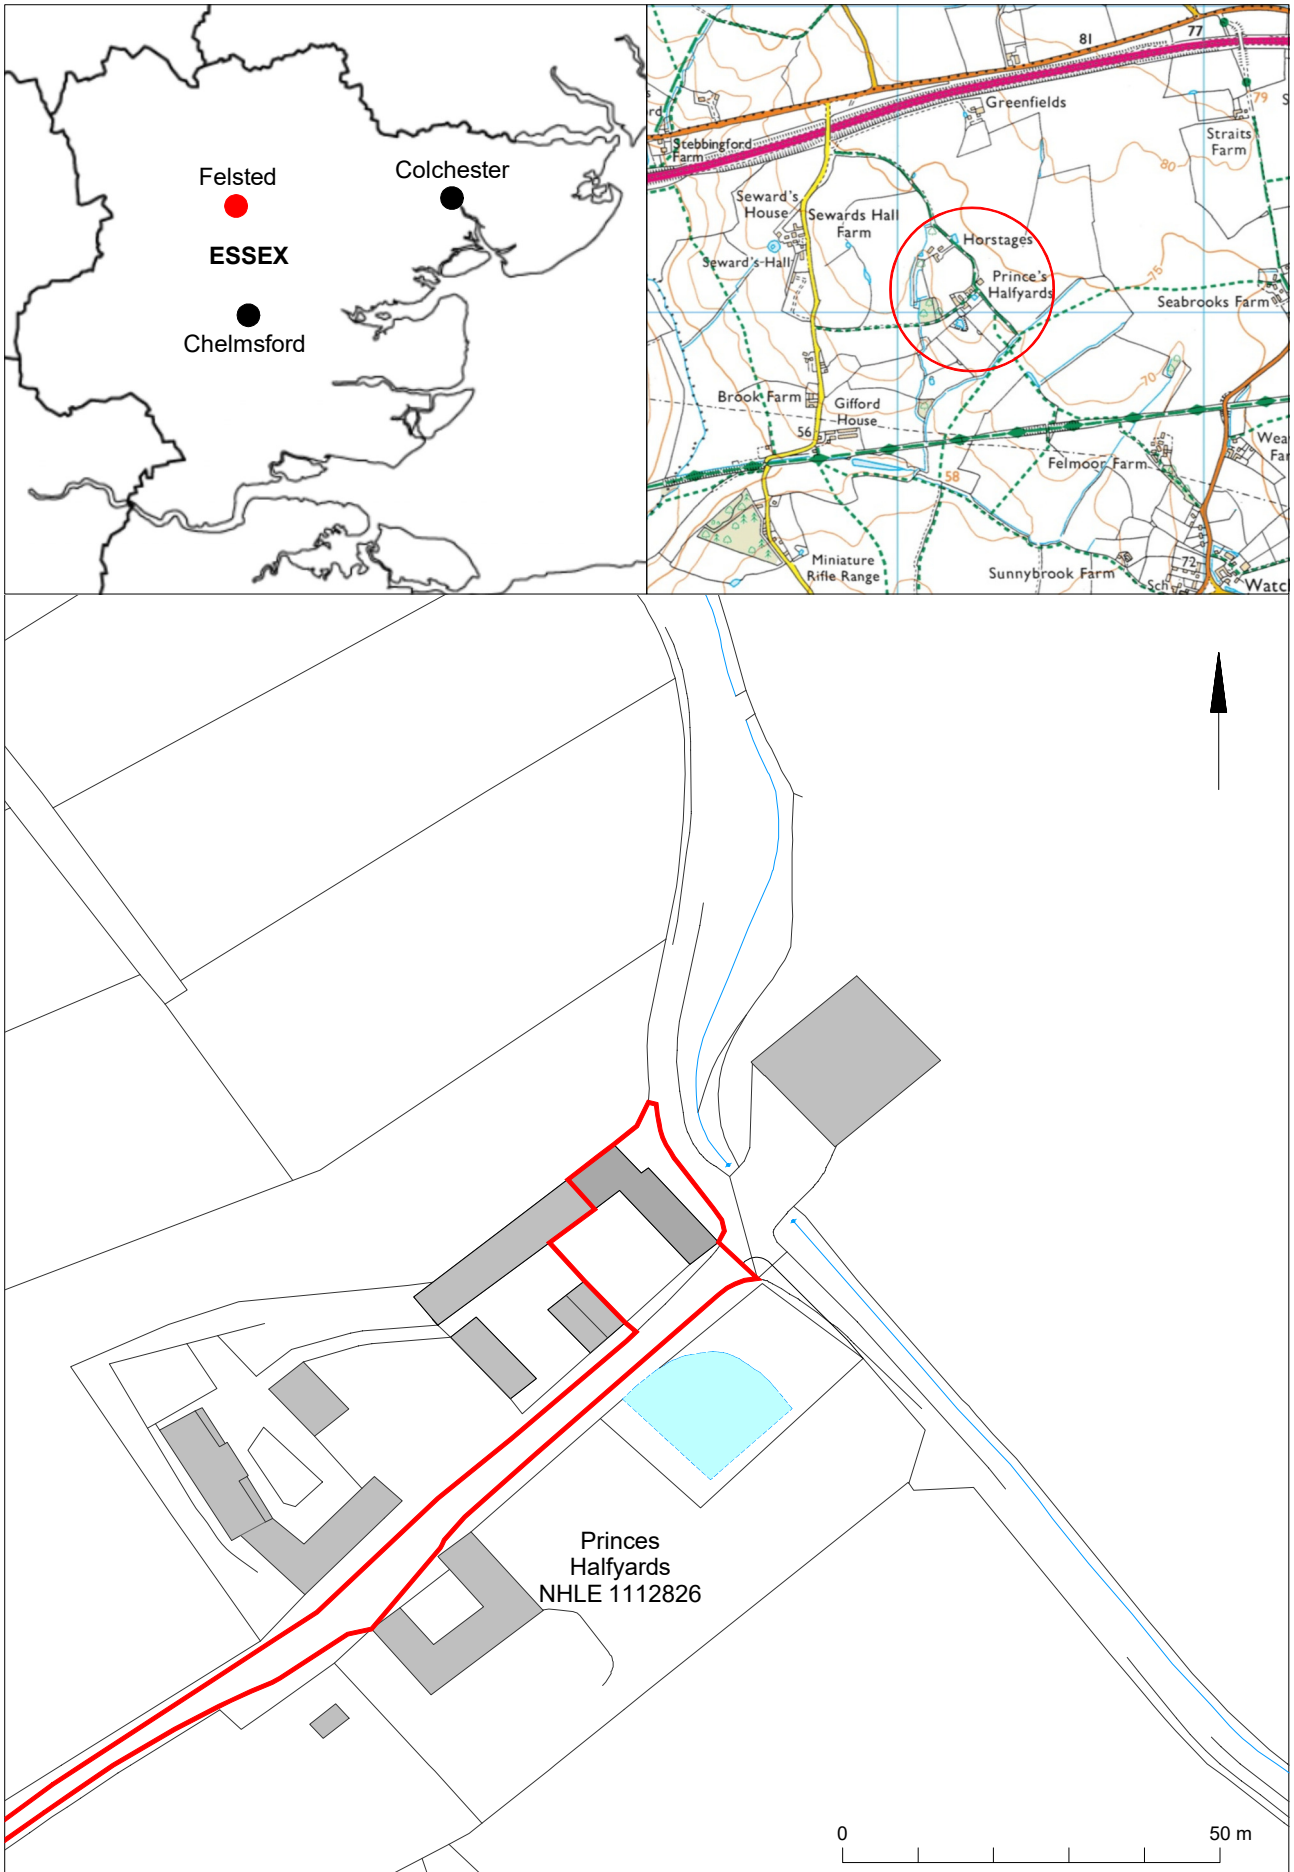 Felsted
Colchester
ESSEX
Chelmsford
81
77
79
Greenfields
Stebbingford
Farm
Straits
Farm
80
Seward's
House
Sewards Hall
Farm
Horstages
Seward's Hall
Prince's
Halfyards
75
Seabrooks Farm
70
Brook Farm
Gifford
House
56
Felmoor Farm
58
Miniature
Rifle Range
Sunnybrook Farm
72
Sch
Watch
Princes
Halfyards
NHLE 1112826
0
50 m